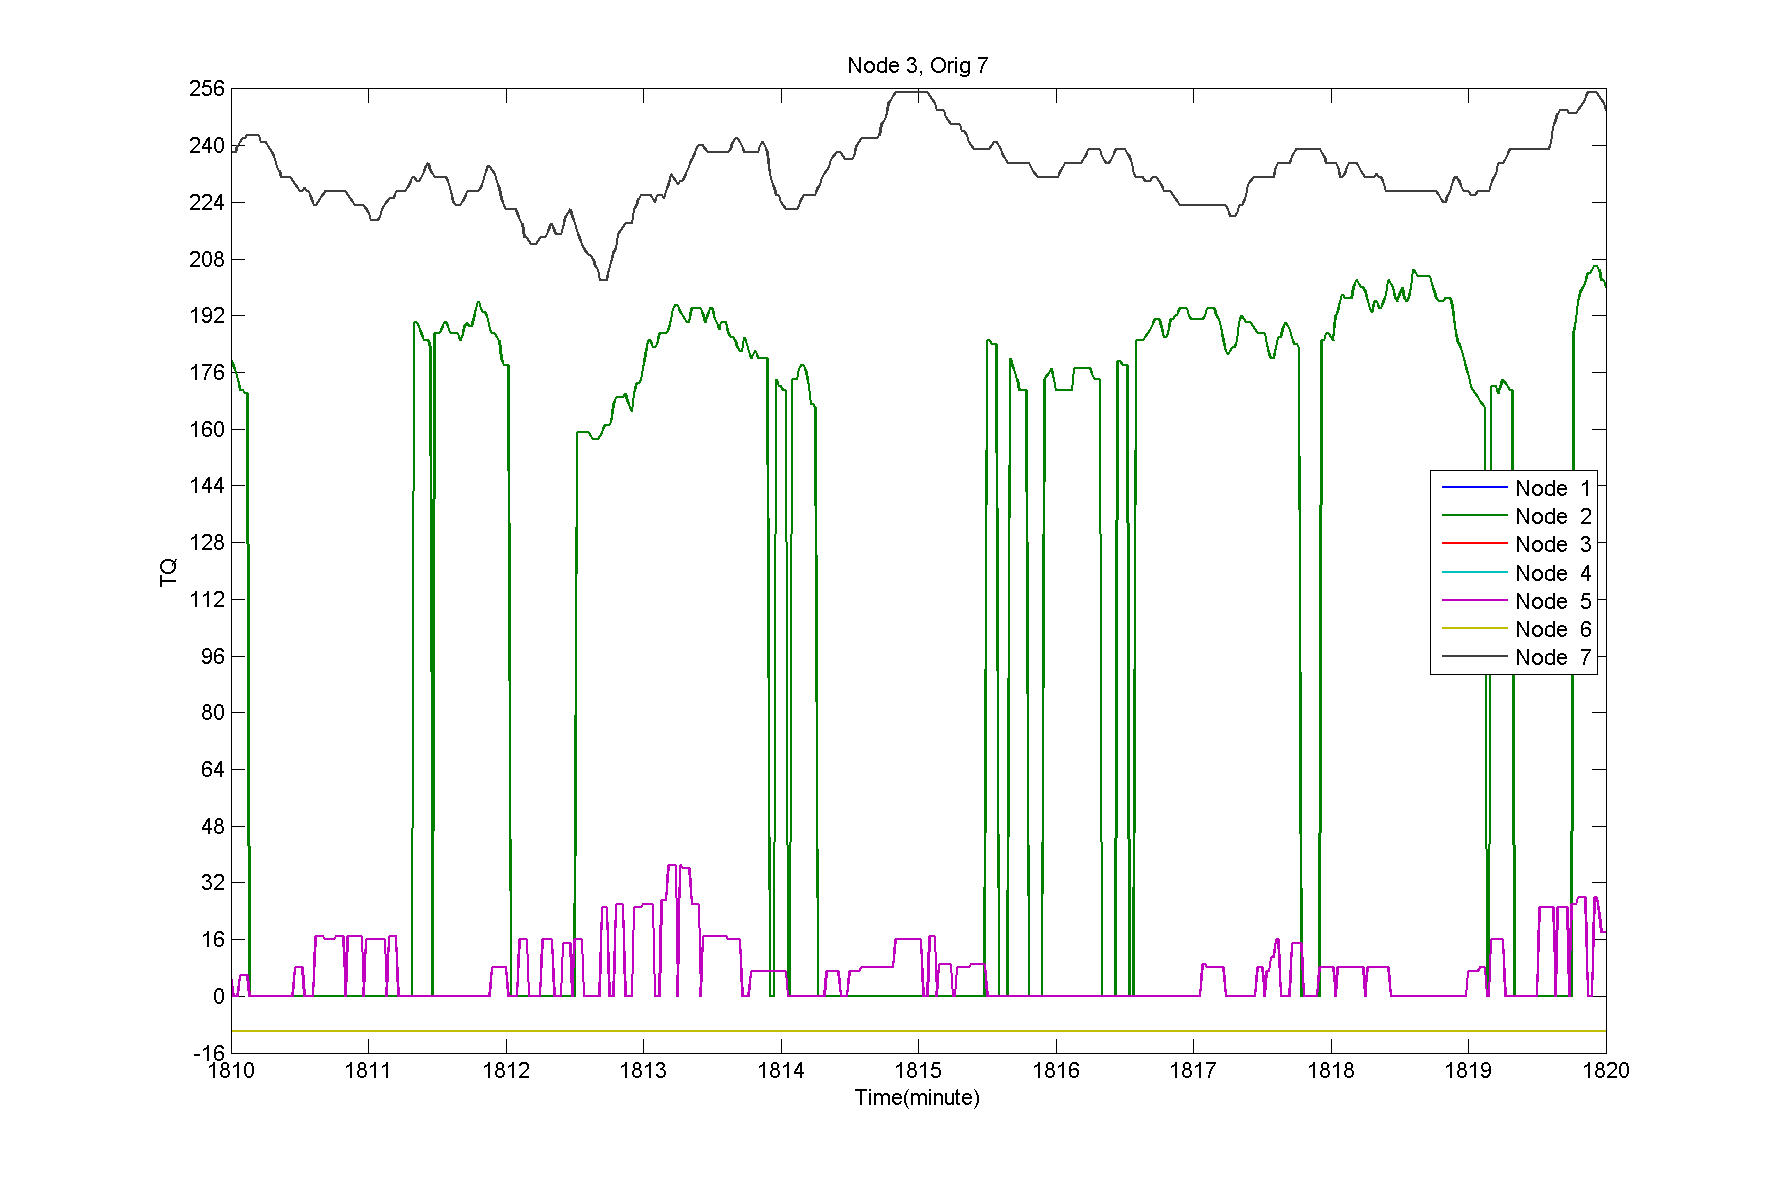 Node 3, Orig 7
256
240
224
208
192
176
160
144
128
112
96
80
64
48
32
16
0
-16
TQ
Node 1
Node 2
Node 3
Node 4
Node 5
Node 6
Node 7
1810 1811 1812 1813 1814 1815 1816 1817 1818 1819 1820
Time(minute)